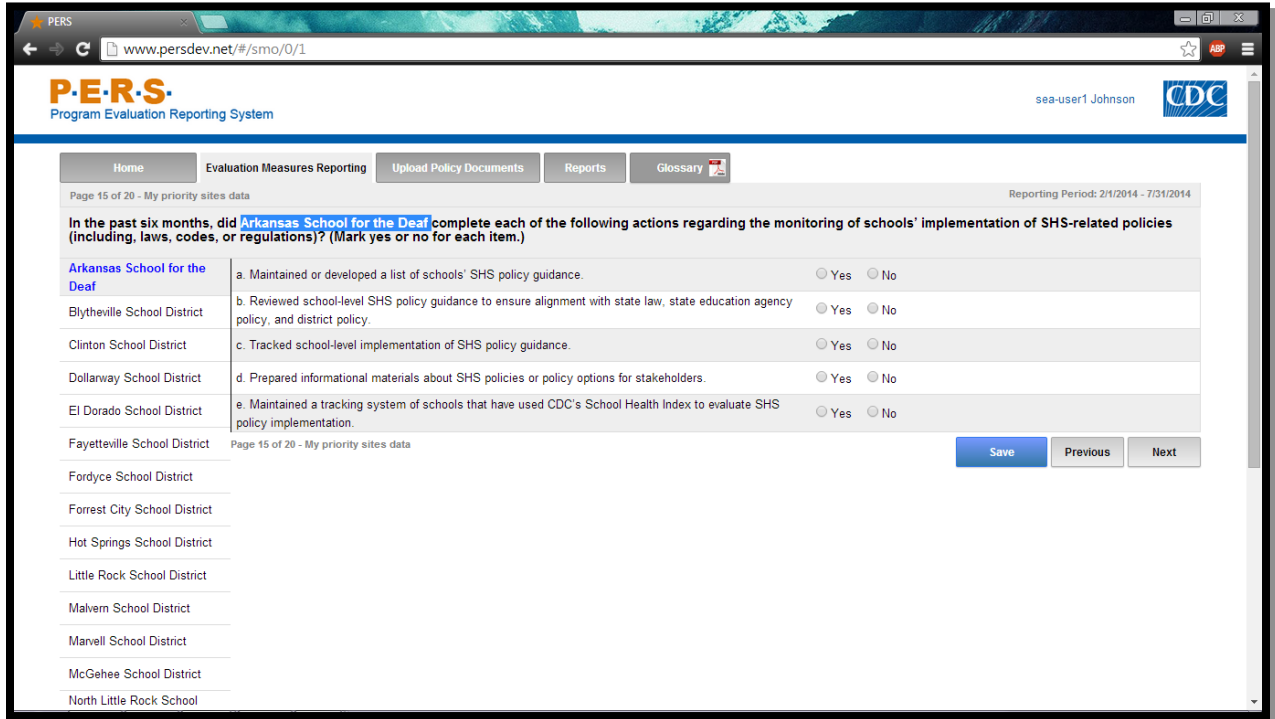 PERS
www.persdev.net/#/smo/0/1
ABP
P·E·R·S·
Program Evaluation Reporting System
sea-user1 Johnson
CDC
Home
Evaluation Measures Reporting
Upload Policy Documents
Reports
Glossary
Page 15 of 20 - My priority sites data
Reporting Period: 2/1/2014 - 7/31/2014
In the past six months, did Arkansas School for the Deaf complete each of the following actions regarding the monitoring of schools' implementation of SHS-related policies
(including, laws, codes, or regulations)? (Mark yes or no for each item.)
Arkansas School for the
Deaf
a. Maintained or developed a list of schools' SHS policy guidance.
Yes No
Blytheville School District
b. Reviewed school-level SHS policy guidance to ensure alignment with state law, state education agency
policy, and district policy.
Yes No
Clinton School District
c. Tracked school-level implementation of SHS policy guidance.
Yes No
Dollarway School District
d. Prepared informational materials about SHS policies or policy options for stakeholders.
Yes No
El Dorado School District
e. Maintained a tracking system of schools that have used CDC's School Health Index to evaluate SHS
policy implementation.
Yes No
Fayetteville School District
Page 15 of 20 - My priority sites data
Save
Previous
Next
Fordyce School District
Forrest City School District
Hot Springs School District
Little Rock School District
Malvern School District
Marvell School District
McGehee School District
North Little Rock School